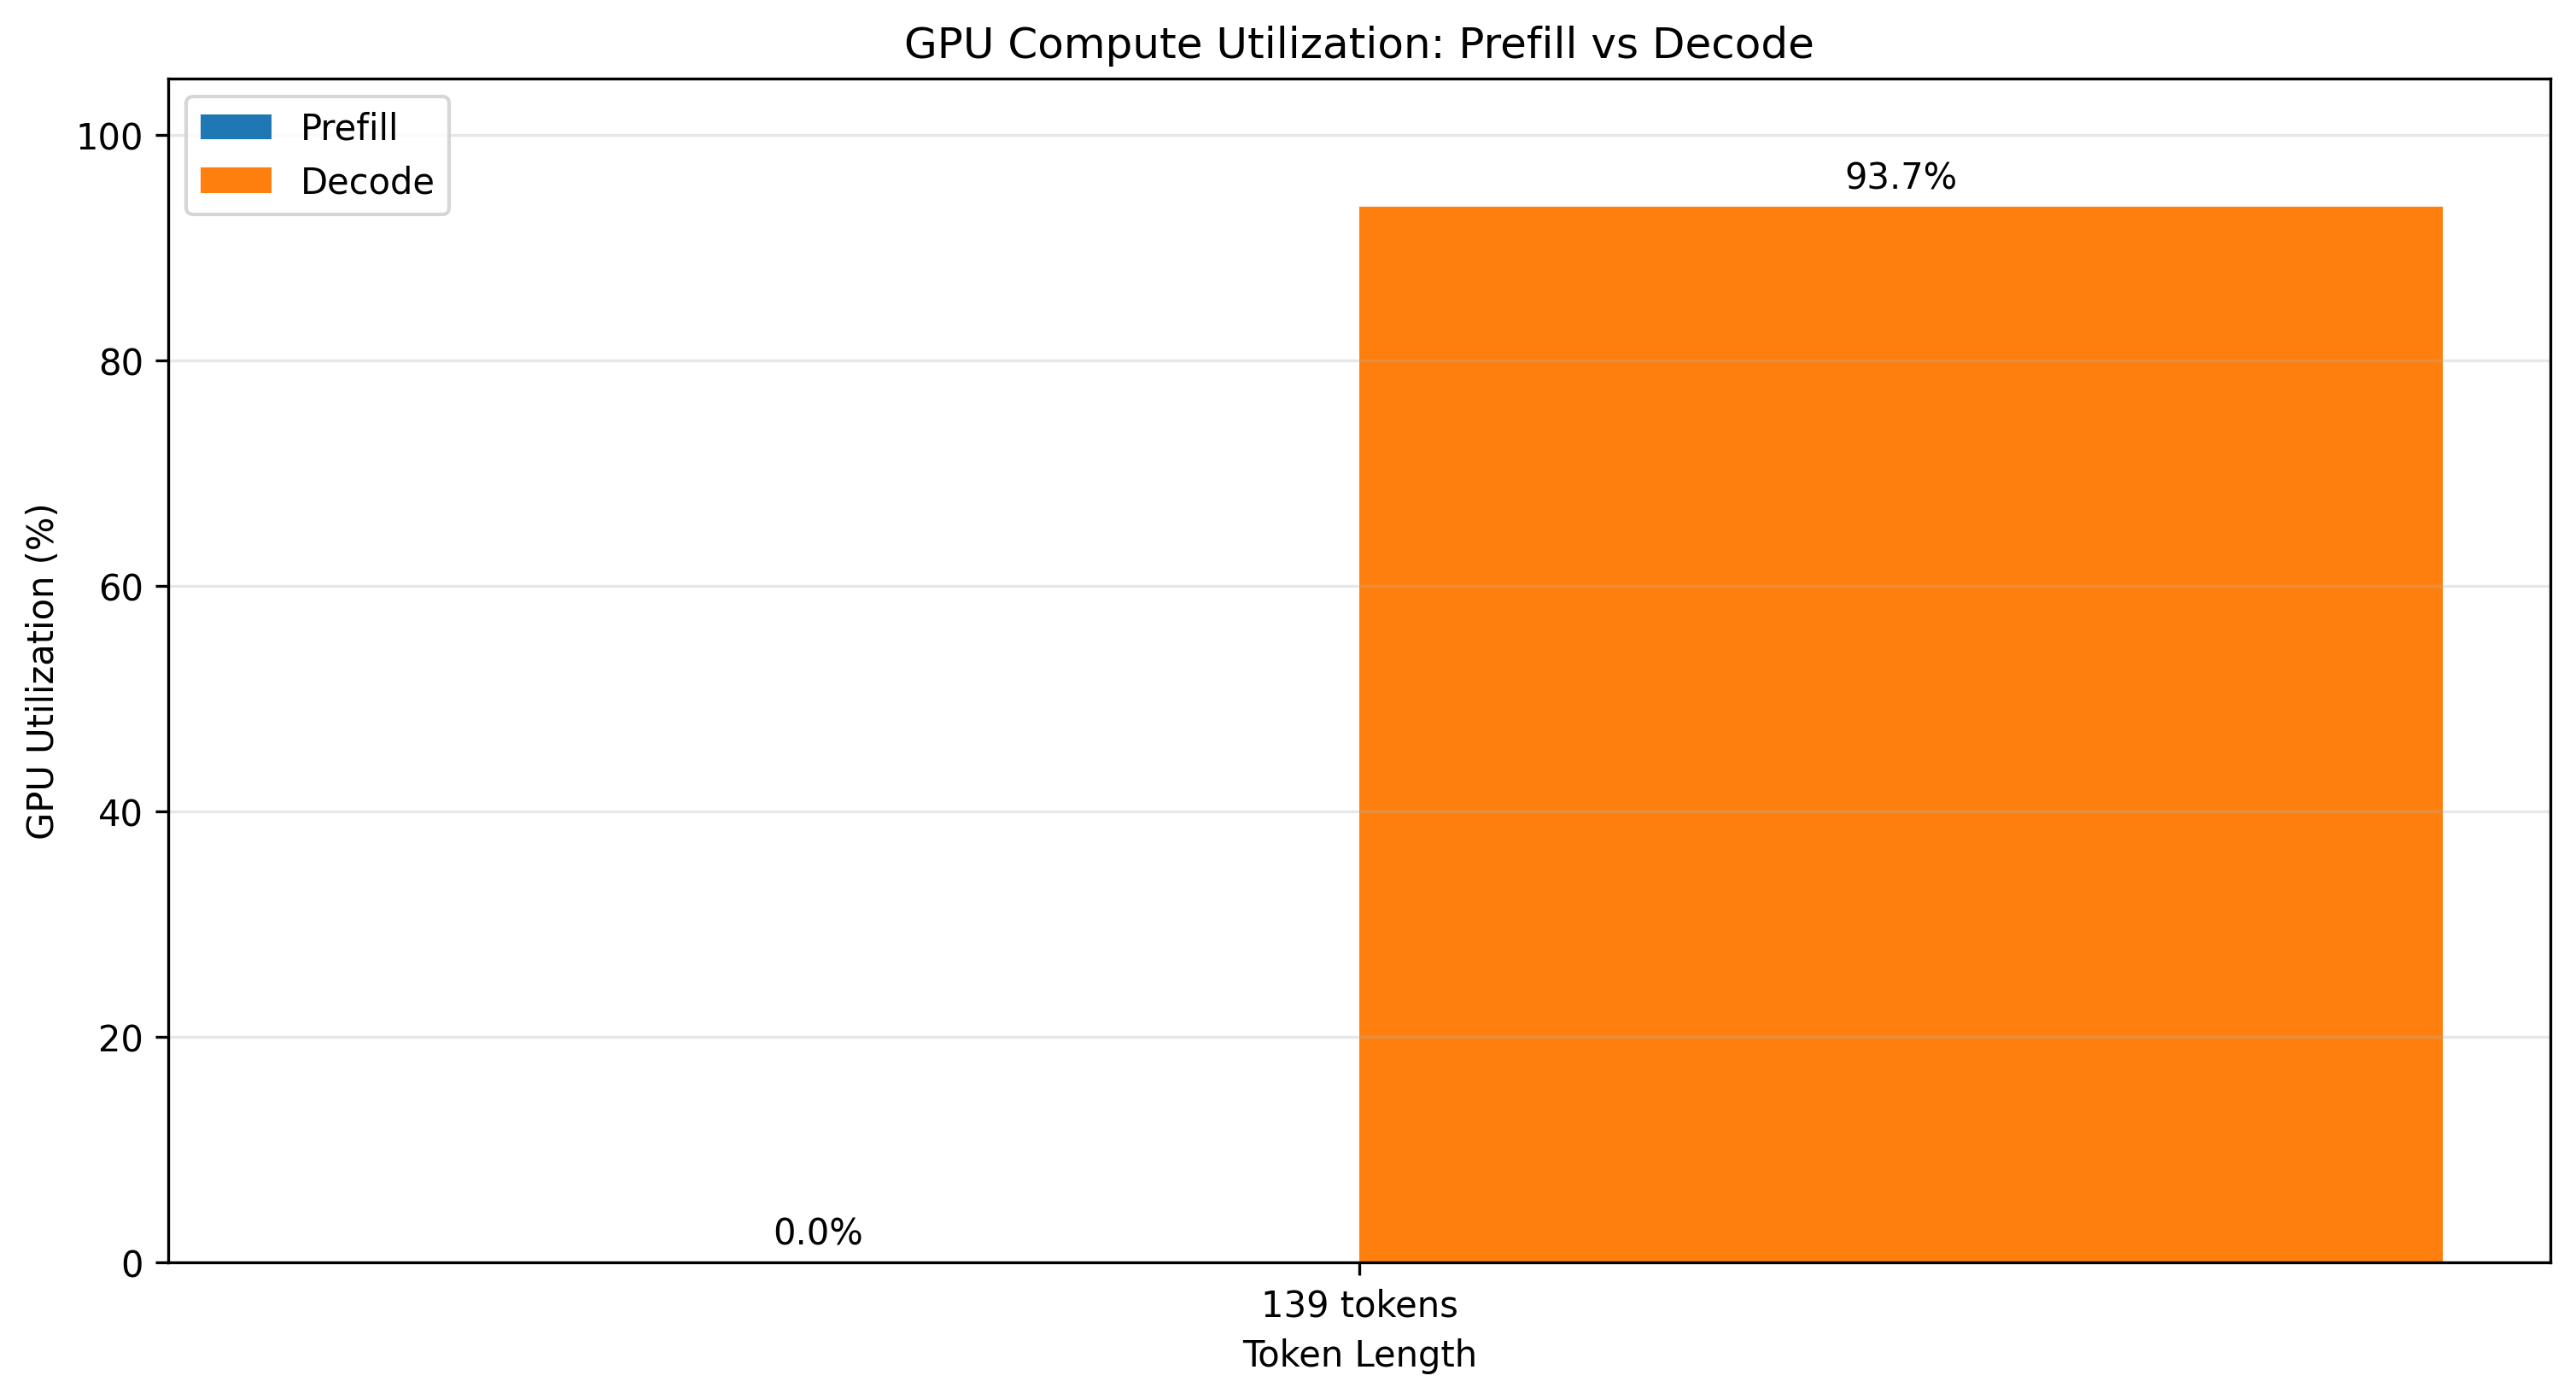 GPU Compute Utilization: Prefill vs Decode
Prefill
Decode
100
80
60
40
20
0
GPU Utilization (%)
93.7%
0.0%
139 tokens
Token Length